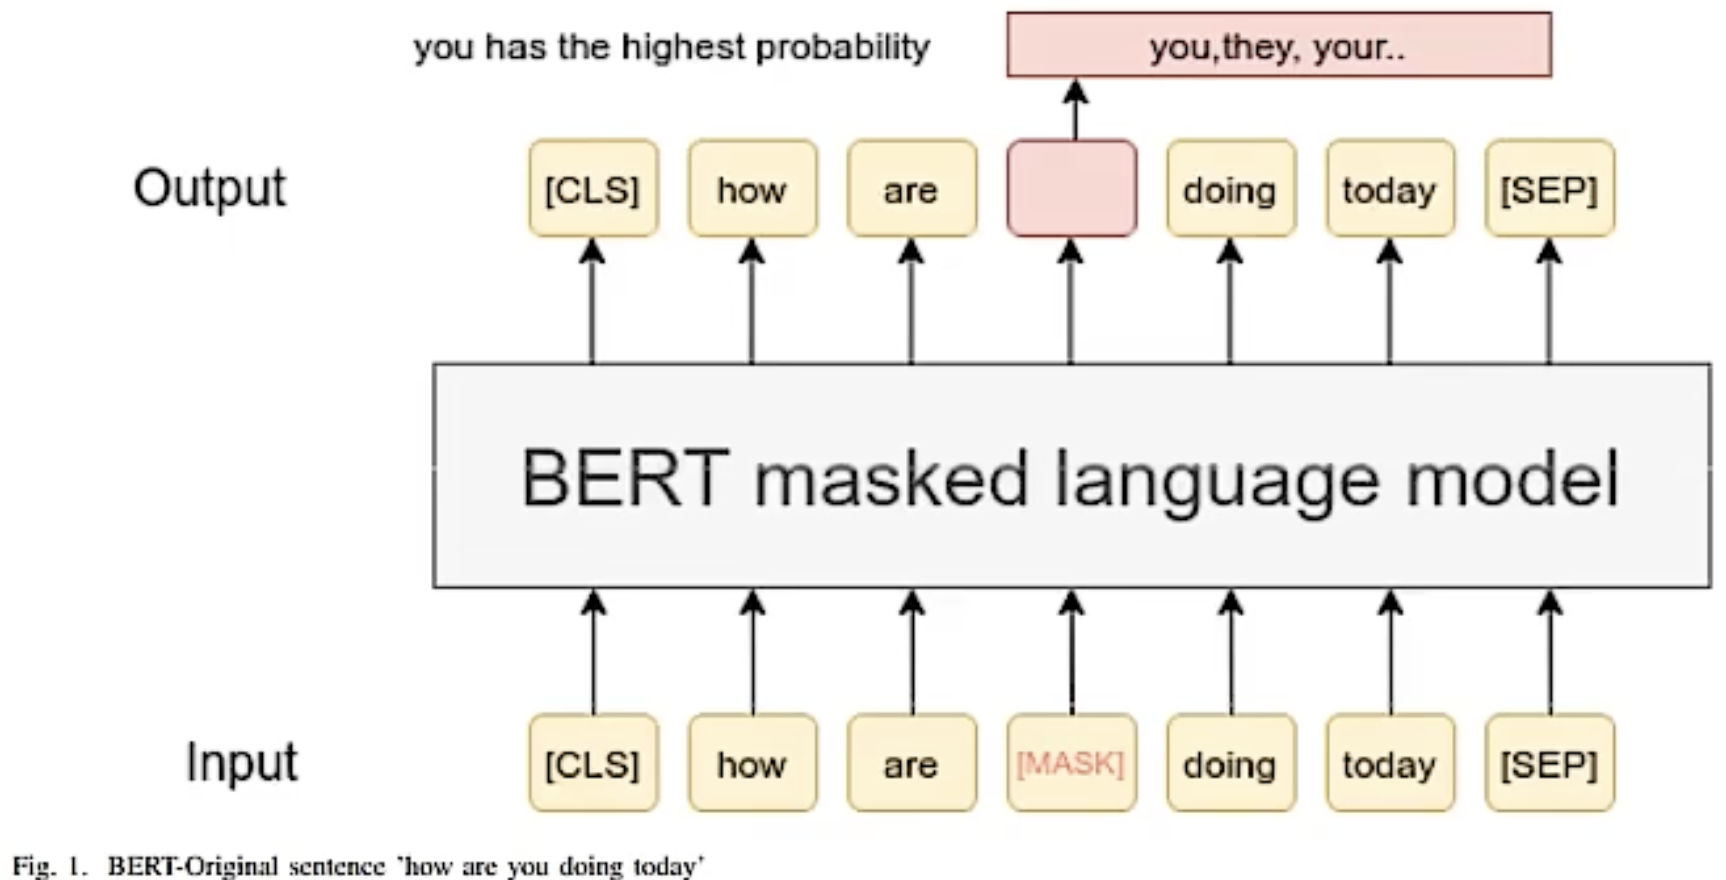 you has the highest probability you,they, your..
Output [CLS] how are doing today [SEP]
BERT masked language model
Input [CLS] how are [MASK] doing today [SEP]
Fig. 1. BERT-Original sentence 'how are you doing today'